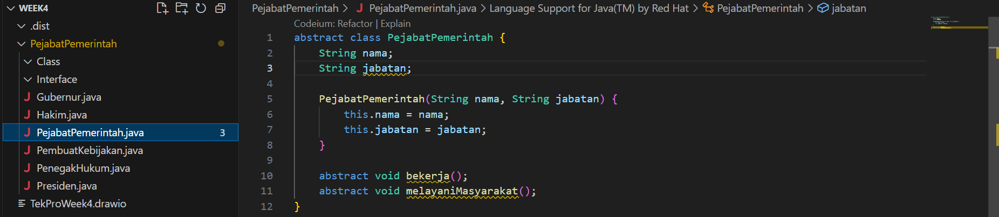 WEEK4
.dist
PejabatPemerintah
Class
Interface
Gubernur.java
Hakim.java
PejabatPemerintah.java 3
PembuatKebijakan.java
PenegakHukum.java
Presiden.java
TekProWeek4.drawio
PejabatPemerintah > PejabatPemerintah.java > Language Support for Java(TM) by Red Hat > PejabatPemerintah > jabatan
Codeium: Refactor | Explain
1 abstract class PejabatPemerintah {
2 String nama;
3 String jabatan;
4
5 PejabatPemerintah(String nama, String jabatan) {
6 this.nama = nama;
7 this.jabatan = jabatan;
8 }
9
10 abstract void bekerja();
11 abstract void melayaniMasyarakat();
12 }